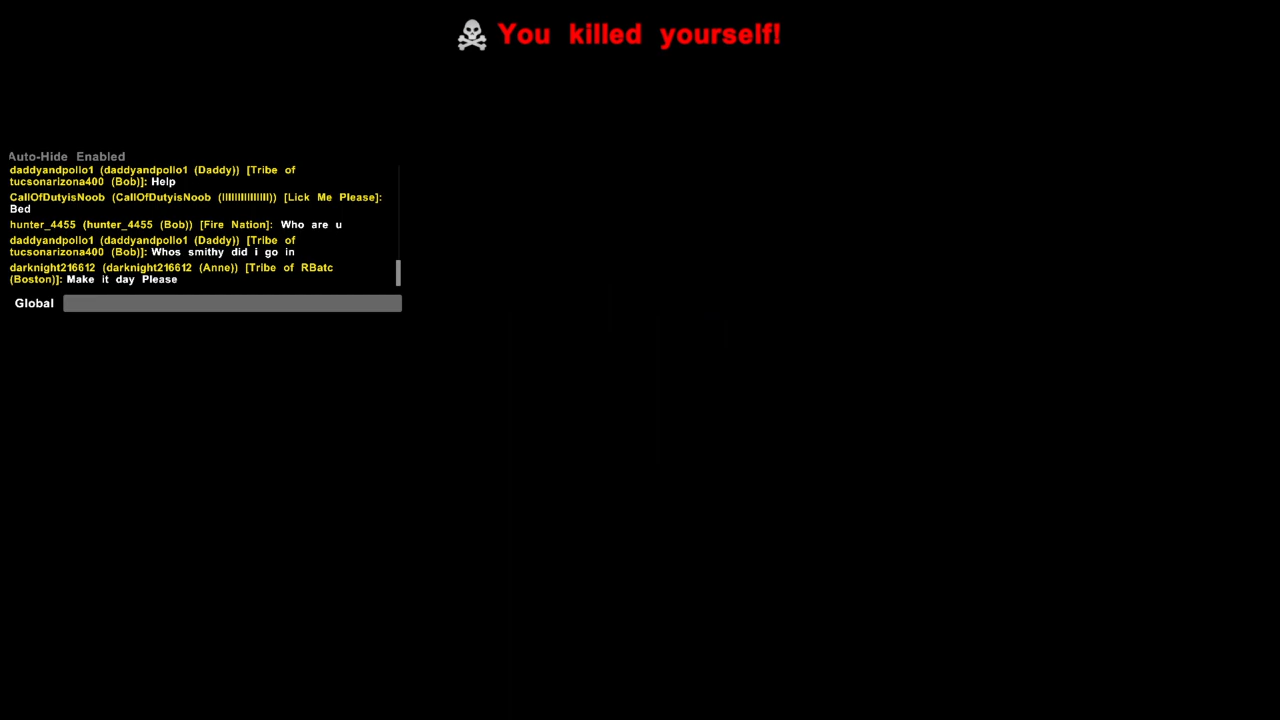 You killed yourself!
Auto-Hide Enabled
daddyandpollo1 (daddyandpollo1 (Daddy)) [Tribe of
tucsonarizona400 (Bob)]: Help
CallOfDutyisNoob (CallOfDutyisNoob (llllllllllllll)) [Lick Me Please]:
Bed
hunter_4455 (hunter_4455 (Bob)) [Fire Nation]: Who are u
daddyandpollo1 (daddyandpollo1 (Daddy)) [Tribe of
tucsonarizona400 (Bob)]: Whos smithy did i go in
darknight216612 (darknight216612 (Anne)) [Tribe of RBatc
(Boston)]: Make it day Please
Global